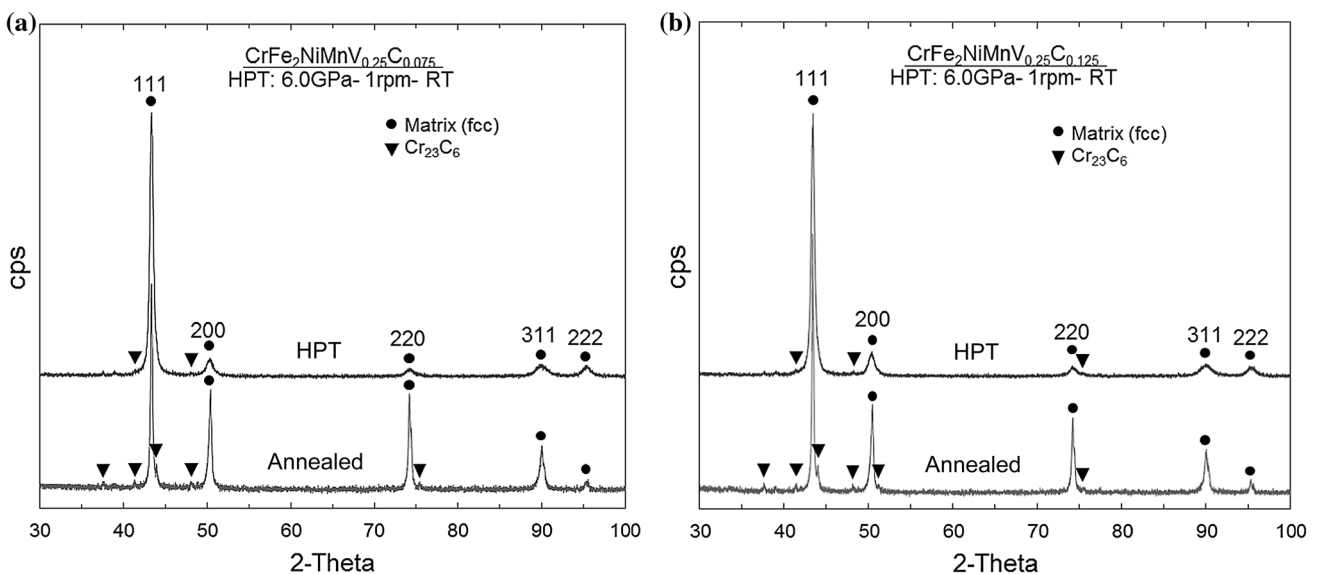 (a)
CrFe₂NiMnV₀.₂₅C₀.₀₇₅
HPT: 6.0GPa- 1rpm- RT
111
Matrix (fcc)
Cr₂₃C₆
cps
200
220
311
222
HPT
Annealed
30 40 50 60 70 80 90 100
2-Theta
(b)
CrFe₂NiMnV₀.₂₅C₀.₁₂₅
HPT: 6.0GPa- 1rpm- RT
111
Matrix (fcc)
Cr₂₃C₆
cps
200
220
311
222
HPT
Annealed
30 40 50 60 70 80 90 100
2-Theta